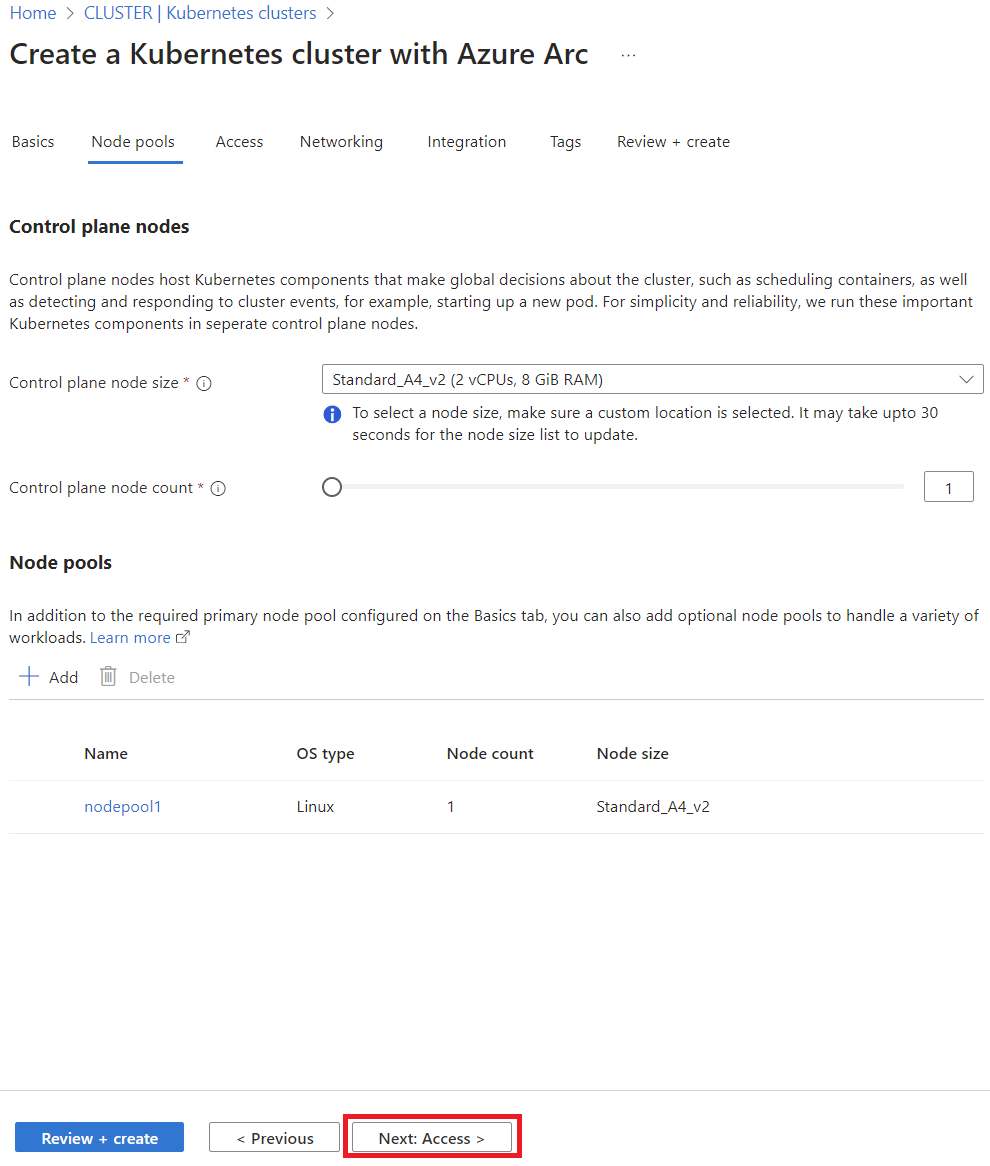 Home > CLUSTER | Kubernetes clusters >
Create a Kubernetes cluster with Azure Arc ...
Basics Node pools Access Networking Integration Tags Review + create
Control plane nodes
Control plane nodes host Kubernetes components that make global decisions about the cluster, such as scheduling containers, as well
as detecting and responding to cluster events, for example, starting up a new pod. For simplicity and reliability, we run these important
Kubernetes components in seperate control plane nodes.
Control plane node size * Standard_A4_v2 (2 vCPUs, 8 GiB RAM)
To select a node size, make sure a custom location is selected. It may take upto 30
seconds for the node size list to update.
Control plane node count * 1
Node pools
In addition to the required primary node pool configured on the Basics tab, you can also add optional node pools to handle a variety of
workloads. Learn more
Add Delete
Name OS type Node count Node size
nodepool1 Linux 1 Standard_A4_v2
Review + create < Previous Next: Access >